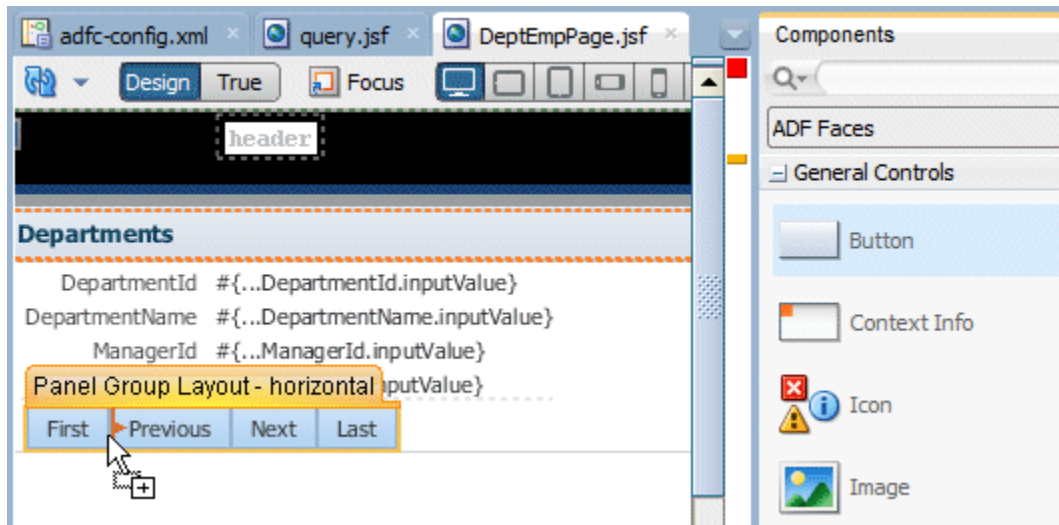 adfc-config.xml × query.jsf × DeptEmpPage.jsf ×
Design True Focus
header
Departments
DepartmentId #{...DepartmentId.inputValue}
DepartmentName #{...DepartmentName.inputValue}
ManagerId #{...ManagerId.inputValue}
Panel Group Layout - horizontal putValue}
First Previous Next Last
Components
ADF Faces
General Controls
Button
Context Info
Icon
Image